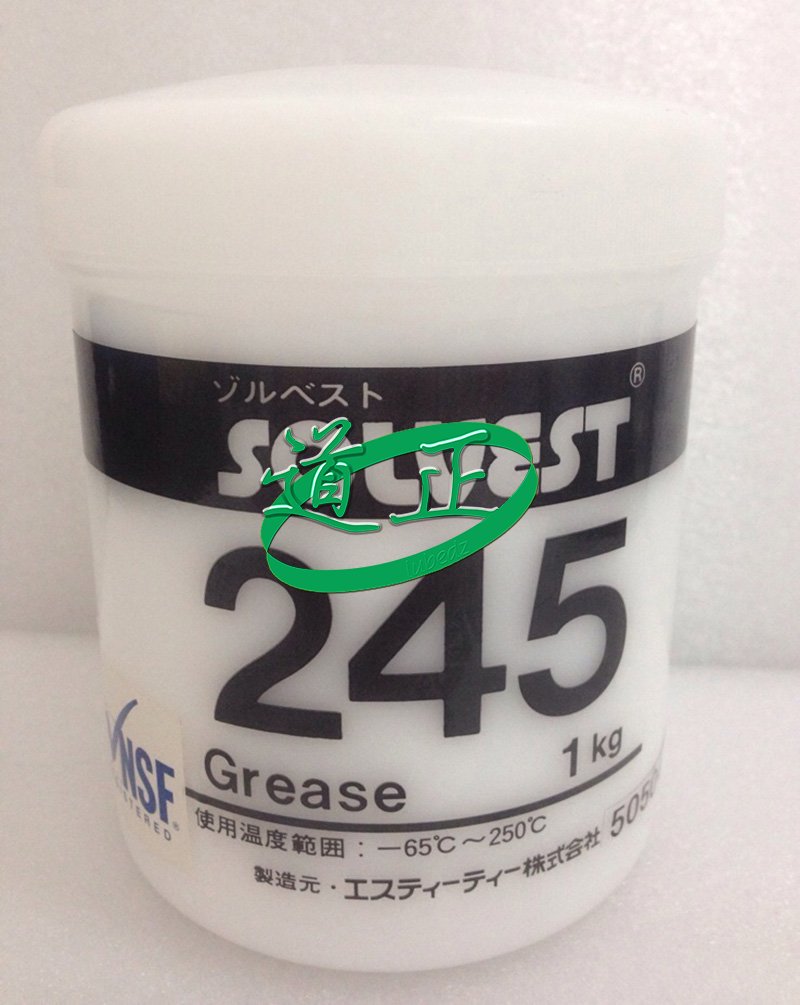 ゾルベスト
SOLVEST®
道正
245
Grease 1kg
NSF
使用温度範囲:-65℃~250℃
製造元・エスティーティー株式会社 5050